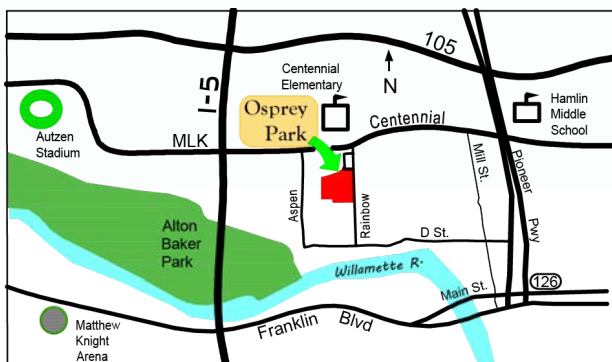 105
I-5
Centennial
Elementary
N
Hamlin
Middle
School
Osprey
Park
Centennial
Autzen
Stadium
MLK
Mill St.
Pioneer
Pwy
Aspen
Rainbow
Alton
Baker
Park
D St.
Willamette R.
126
Main St.
Franklin Blvd
Matthew
Knight
Arena